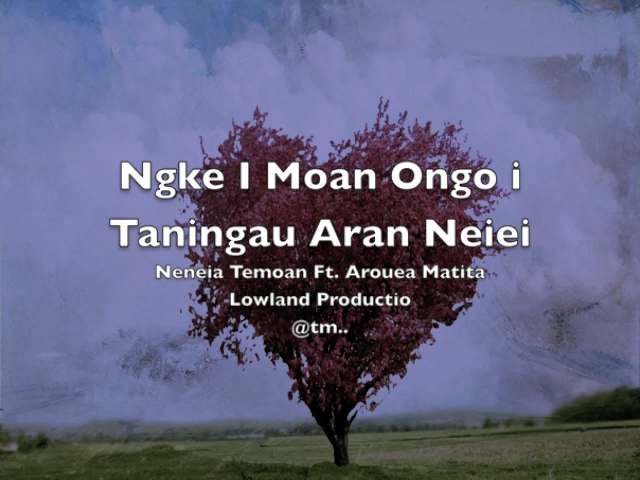 Ngke I Moan Ongo i
Taningau Aran Neiei
Neneia Temoan Ft. Arouea Matita
Lowland Productio
@tm..